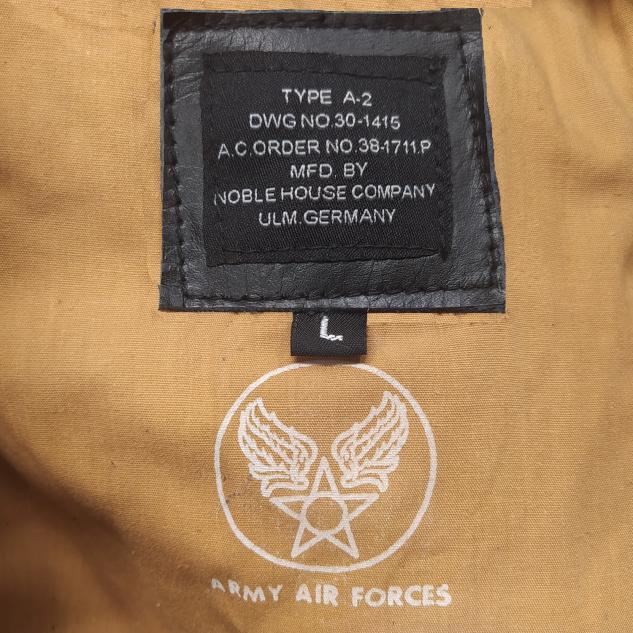 TYPE A-2
DWG NO.30-1415
A.C.ORDER NO.38-1711.P
MFD. BY
NOBLE HOUSE COMPANY
ULM.GERMANY
L
ARMY AIR FORCES